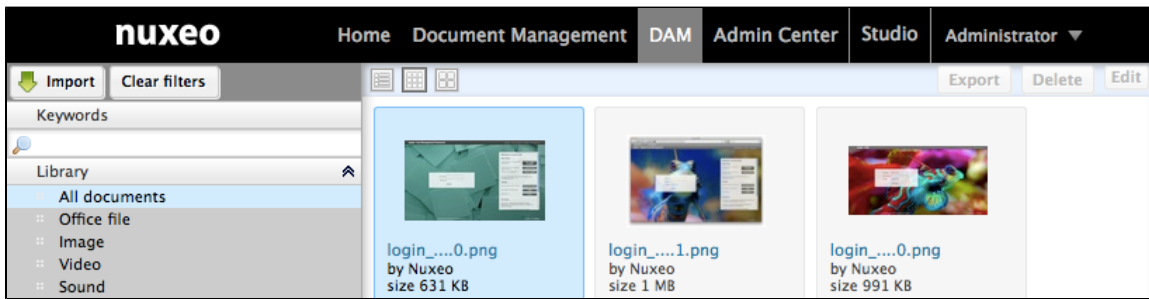 nuxeo
Home Document Management DAM Admin Center Studio Administrator
Import Clear filters
Export Delete Edit
Keywords
Library
All documents
Office file
Image
Video
Sound
login_....0.png
by Nuxeo
size 631 KB
login_....1.png
by Nuxeo
size 1 MB
login_....0.png
by Nuxeo
size 991 KB